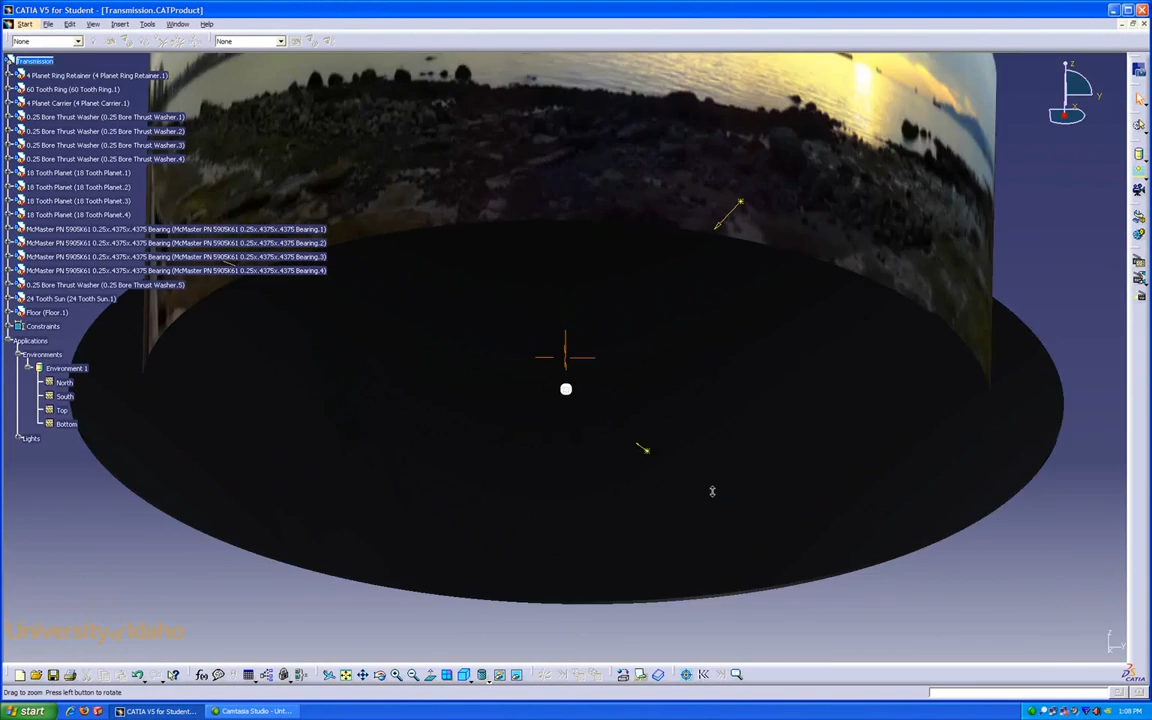 CATIA V5 for Student - [Transmission.CATProduct]
Start File Edit View Insert Tools Window Help
None None
Transmission
4 Planet Ring Retainer (4 Planet Ring Retainer.1)
60 Tooth Ring (60 Tooth Ring.1)
4 Planet Carrier (4 Planet Carrier.1)
0.25 Bore Thrust Washer (0.25 Bore Thrust Washer.1)
0.25 Bore Thrust Washer (0.25 Bore Thrust Washer.2)
0.25 Bore Thrust Washer (0.25 Bore Thrust Washer.3)
0.25 Bore Thrust Washer (0.25 Bore Thrust Washer.4)
18 Tooth Planet (18 Tooth Planet.1)
18 Tooth Planet (18 Tooth Planet.2)
18 Tooth Planet (18 Tooth Planet.3)
18 Tooth Planet (18 Tooth Planet.4)
McMaster PN 5905K61 0.25x.4375x.4375 Bearing (McMaster PN 5905K61 0.25x.4375x.4375 Bearing.1)
McMaster PN 5905K61 0.25x.4375x.4375 Bearing (McMaster PN 5905K61 0.25x.4375x.4375 Bearing.2)
McMaster PN 5905K61 0.25x.4375x.4375 Bearing (McMaster PN 5905K61 0.25x.4375x.4375 Bearing.3)
McMaster PN 5905K61 0.25x.4375x.4375 Bearing (McMaster PN 5905K61 0.25x.4375x.4375 Bearing.4)
0.25 Bore Thrust Washer (0.25 Bore Thrust Washer.5)
24 Tooth Sun (24 Tooth Sun.1)
Floor (Floor.1)
Constraints
Applications
Environments
Environment 1
North
South
Top
Bottom
Lights
z
y
x
University of Idaho
z
y
CATIA
Drag to zoom Press left button to rotate
start CATIA V5 for Student... Camtasia Studio - Unt... 1:08 PM